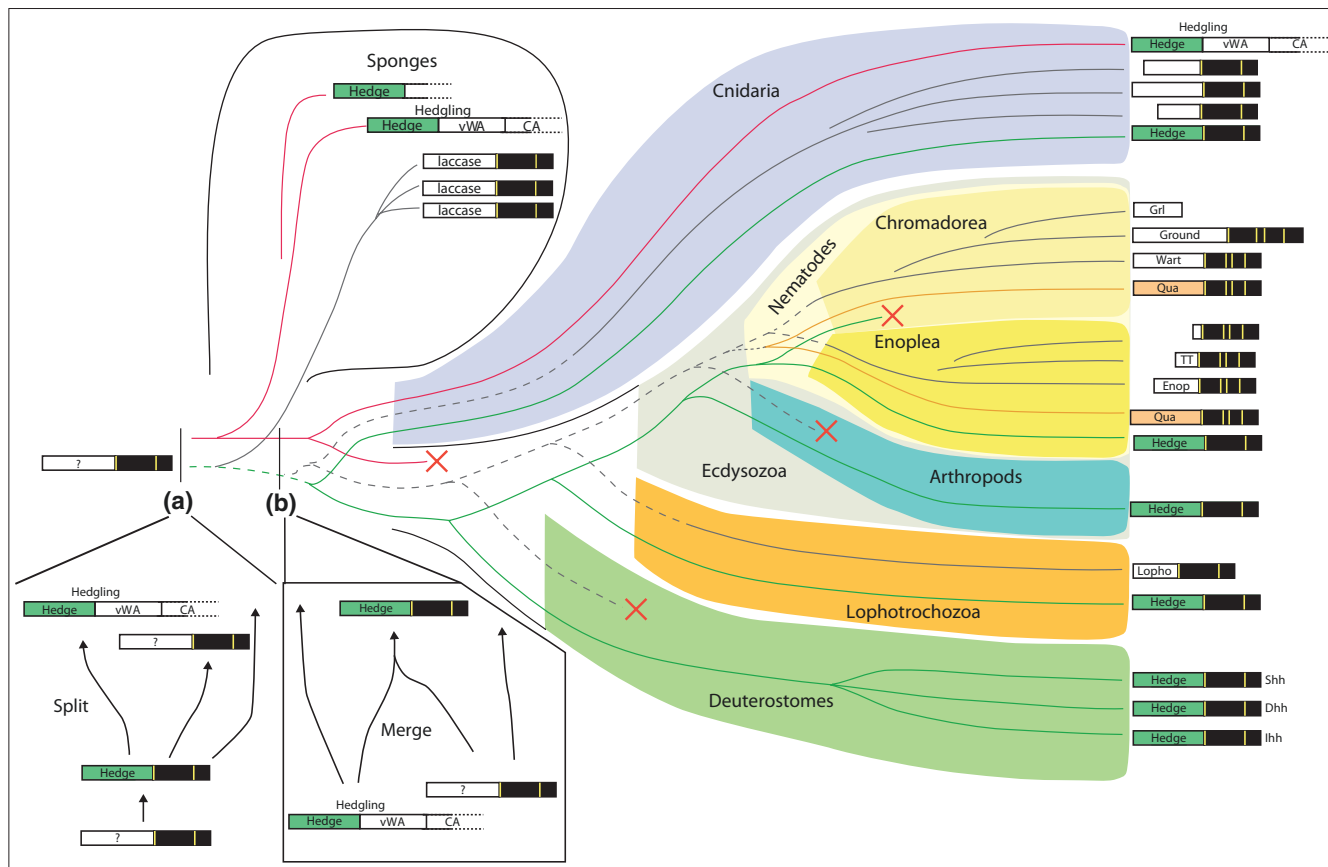 Sponges
Hedge
Hedgling
Hedge vWA CA
laccase
laccase
laccase
Cnidaria
Hedgling
Hedge vWA CA
Hedge
Nematodes
Chromadorea
Grl
Ground
Wart
Qua
Enoplea
TT
Enop
Qua
Hedge
Ecdysozoa
Arthropods
Hedge
Lopho
Lophotrochozoa
Hedge
Deuterostomes
Hedge Shh
Hedge Dhh
Hedge Ihh
?
(a)
(b)
Hedgling
Hedge vWA CA
?
Split
Hedge
?
Hedge
Merge
?
Hedgling
Hedge vWA CA